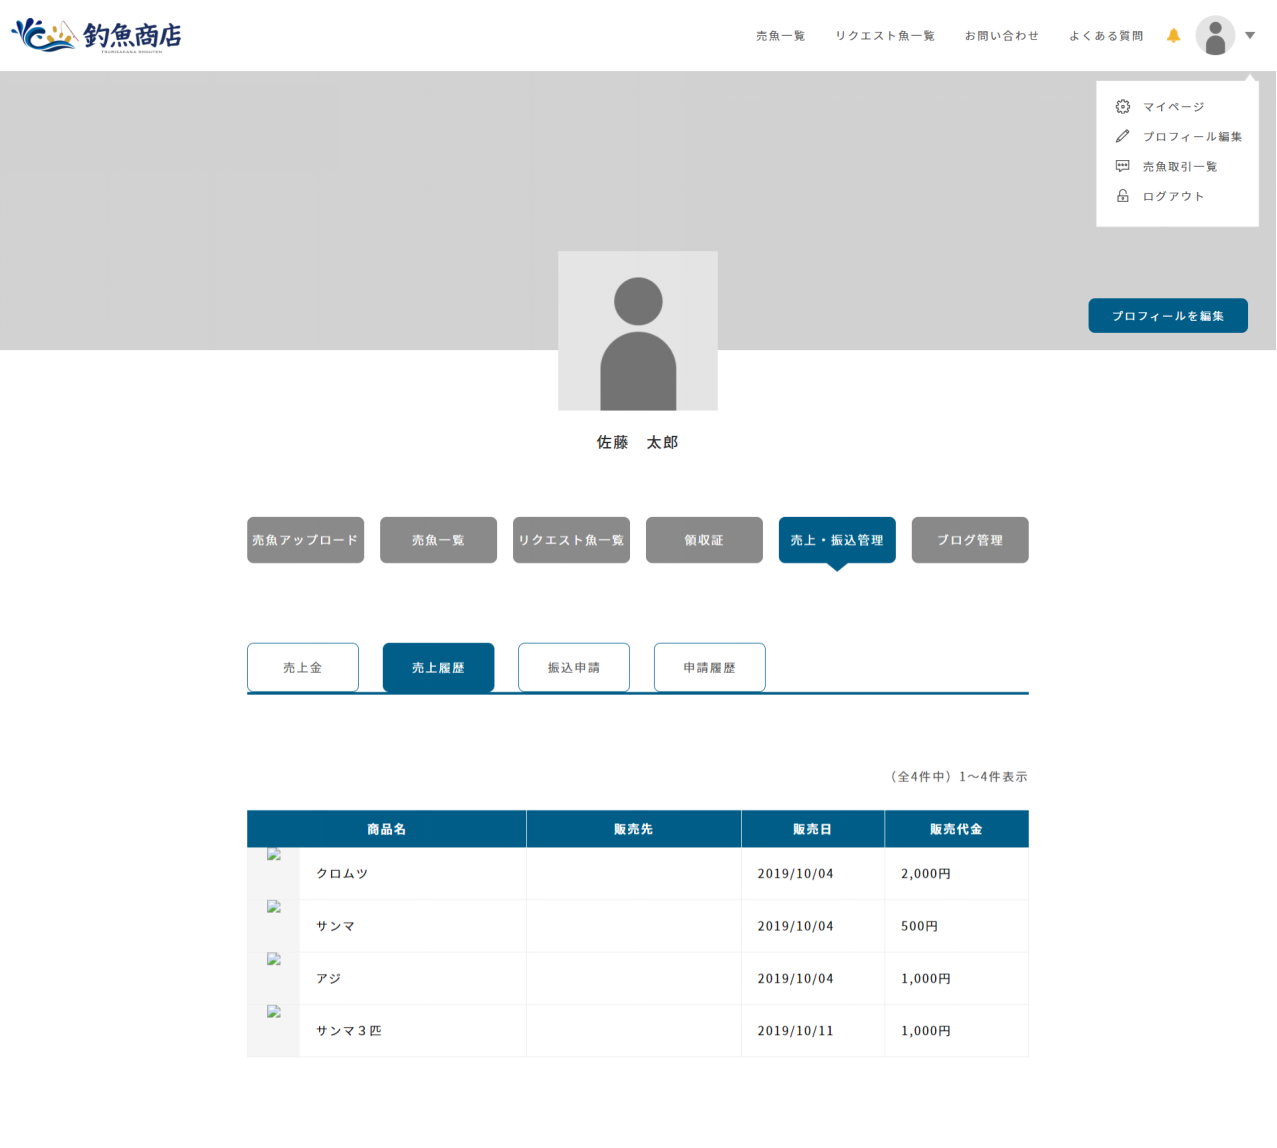 釣魚商店
売魚一覧 リクエスト魚一覧 お問い合わせ よくある質問
マイページ
プロフィール編集
売魚取引一覧
ログアウト
プロフィールを編集
佐藤　太郎
売魚アップロード 売魚一覧 リクエスト魚一覧 領収証 売上・振込管理 ブログ管理
売上金 売上履歴 振込申請 申請履歴
（全4件中）1〜4件表示
商品名 販売先 販売日 販売代金
クロムツ 2019/10/04 2,000円
サンマ 2019/10/04 500円
アジ 2019/10/04 1,000円
サンマ３匹 2019/10/11 1,000円